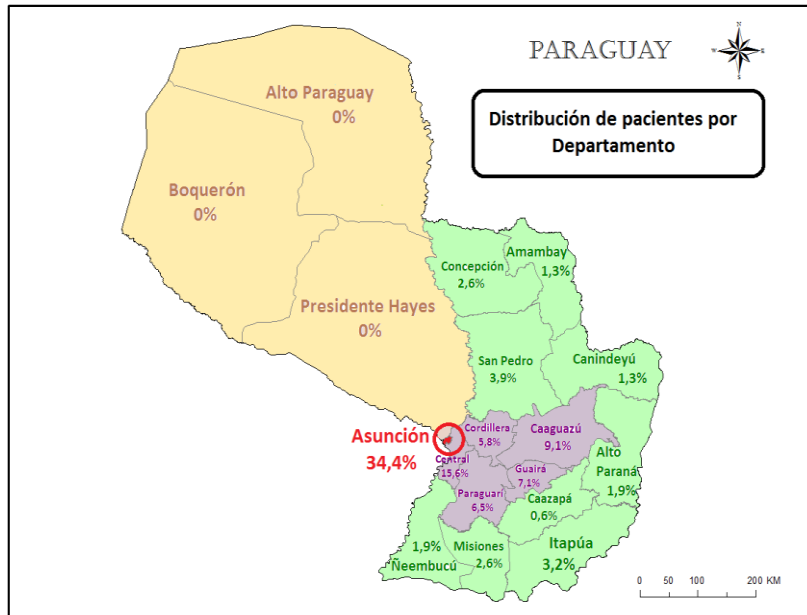 PARAGUAY
N
W
E
S
Distribución de pacientes por
Departamento
Alto Paraguay
0%
Boquerón
0%
Presidente Hayes
0%
Concepción
2,6%
Amambay
1,3%
San Pedro
3,9%
Canindeyú
1,3%
Asunción
34,4%
Cordillera
5,8%
Caaguazú
9,1%
Central
15,6%
Guairá
7,1%
Alto
Paraná
1,9%
Paraguarí
6,5%
Caazapá
0,6%
1,9%
Ñeembucú
Misiones
2,6%
Itapúa
3,2%
0 50 100 200 KM